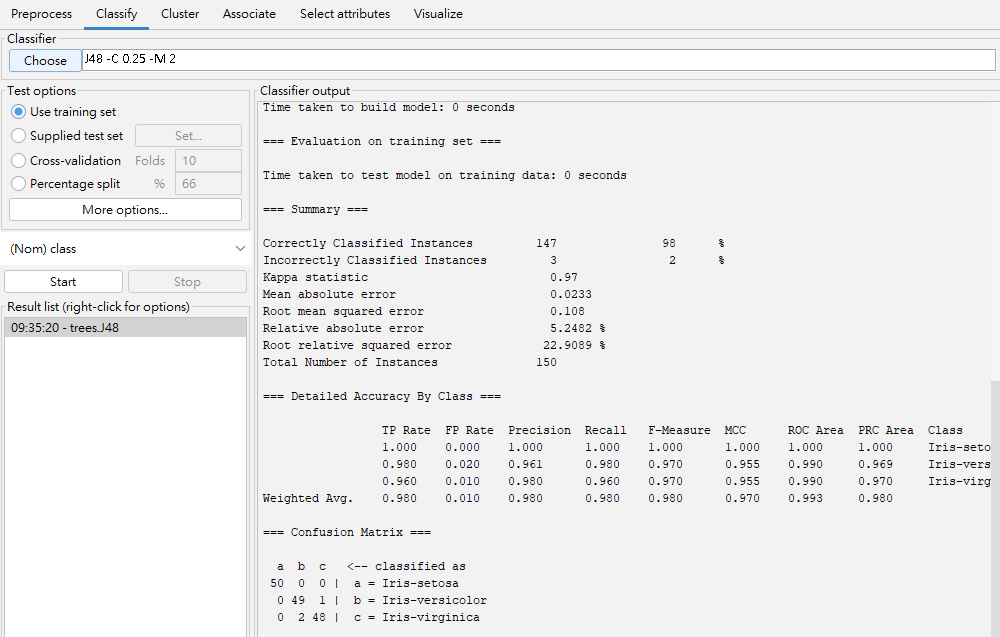 Preprocess Classify Cluster Associate Select attributes Visualize
Classifier
Choose J48 -C 0.25 -M 2
Test options
Use training set
Supplied test set Set...
Cross-validation Folds 10
Percentage split % 66
More options...
(Nom) class
Start Stop
Result list (right-click for options)
09:35:20 - trees.J48
Classifier output
Time taken to build model: 0 seconds
=== Evaluation on training set ===
Time taken to test model on training data: 0 seconds
=== Summary ===
Correctly Classified Instances 147 98 %
Incorrectly Classified Instances 3 2 %
Kappa statistic 0.97
Mean absolute error 0.0233
Root mean squared error 0.108
Relative absolute error 5.2482 %
Root relative squared error 22.9089 %
Total Number of Instances 150
=== Detailed Accuracy By Class ===
TP Rate FP Rate Precision Recall F-Measure MCC ROC Area PRC Area Class
1.000 0.000 1.000 1.000 1.000 1.000 1.000 1.000 Iris-seto
0.980 0.020 0.961 0.980 0.970 0.955 0.990 0.969 Iris-vers
0.960 0.010 0.980 0.960 0.970 0.955 0.990 0.970 Iris-virg
Weighted Avg. 0.980 0.010 0.980 0.980 0.980 0.970 0.993 0.980
=== Confusion Matrix ===
a b c <-- classified as
50 0 0 | a = Iris-setosa
0 49 1 | b = Iris-versicolor
0 2 48 | c = Iris-virginica